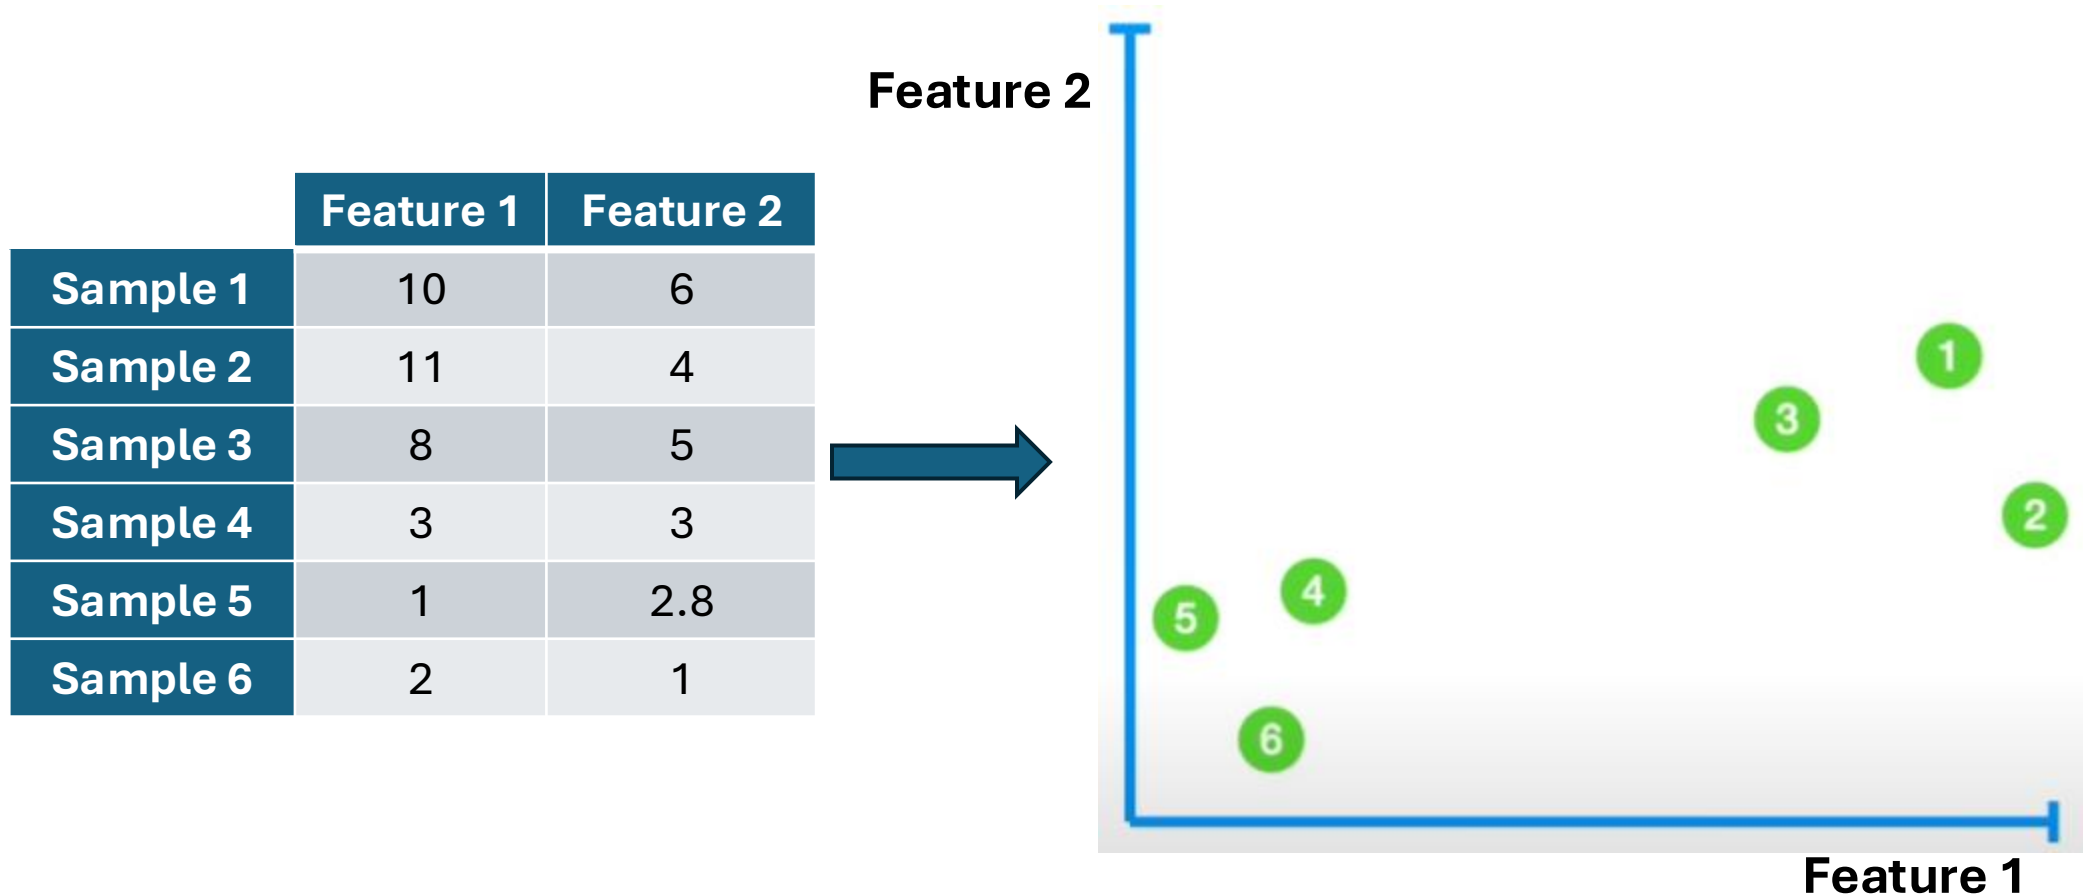 Feature 1 Feature 2
Sample 1 10 6
Sample 2 11 4
Sample 3 8 5
Sample 4 3 3
Sample 5 1 2.8
Sample 6 2 1
Feature 2
1
3
2
4
5
6
Feature 1